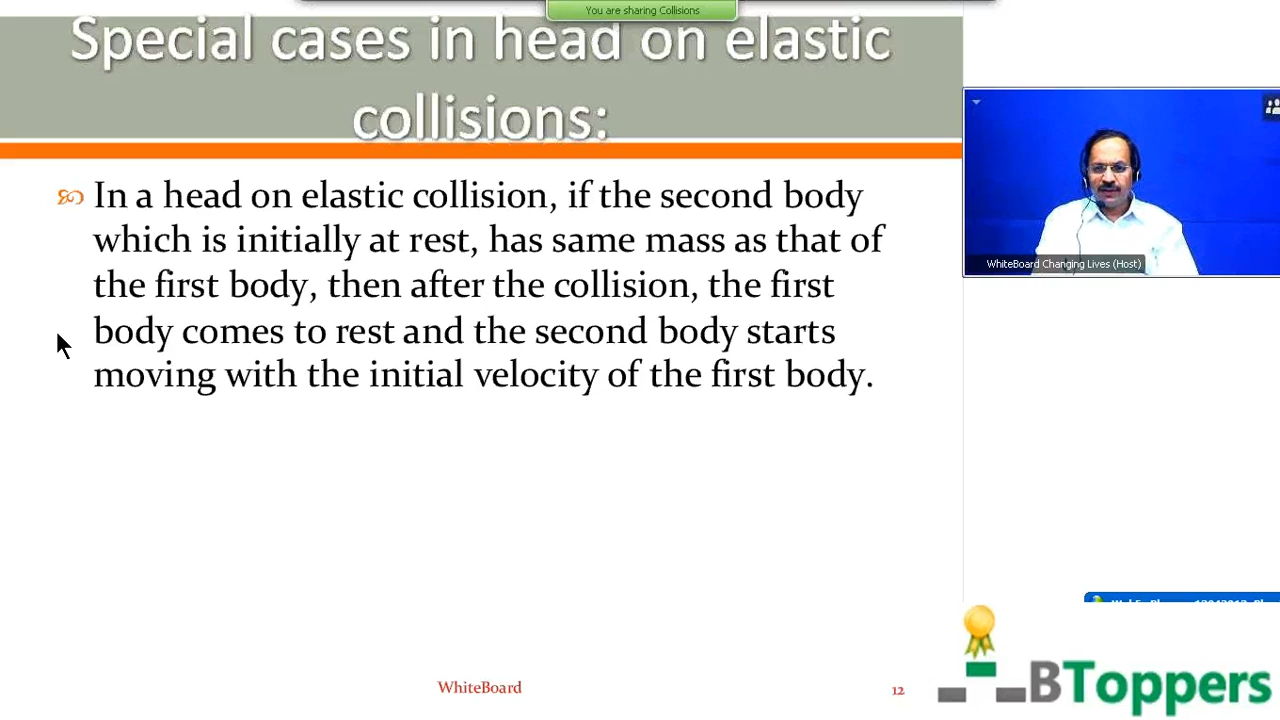 You are sharing Collisions
Special cases in head on elastic
collisions:
In a head on elastic collision, if the second body
which is initially at rest, has same mass as that of
the first body, then after the collision, the first
body comes to rest and the second body starts
moving with the initial velocity of the first body.
WhiteBoard Changing Lives (Host)
WhiteBoard
12
BToppers